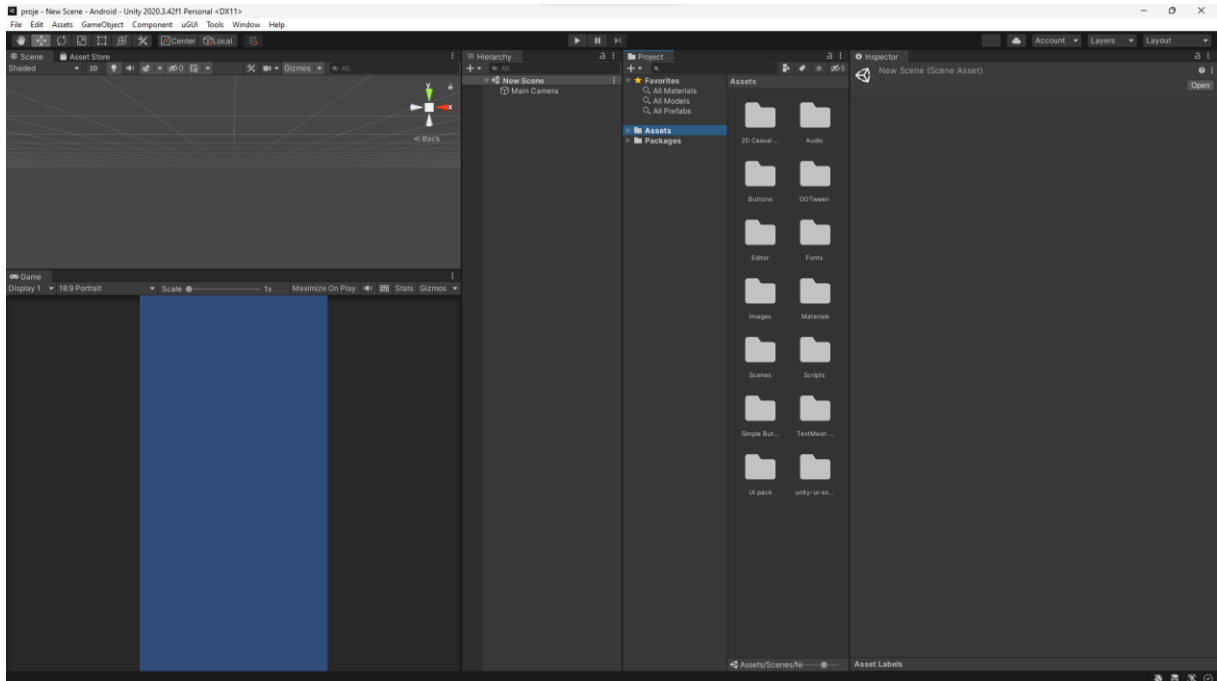 proje - New Scene - Android - Unity 2020.3.42f1 Personal <DX11>
File Edit Assets GameObject Component uGUI Tools Window Help
Center Local
Account Layers Layout
Scene Asset Store
Shaded 2D 0 Gizmos All
Back
Game
Display 1 18:9 Portrait Scale 1x Maximize On Play Stats Gizmos
Hierarchy
All
New Scene
Main Camera
Project
5
Favorites
All Materials
All Models
All Prefabs
Assets
Packages
Assets
2D Casual ... Audio
Buttons DOTween
Editor Fonts
Images Materials
Scenes Scripts
Simple But... TextMesh ...
UI pack unity-ui-ex...
Assets/Scenes/N
Inspector
New Scene (Scene Asset)
Open
Asset Labels